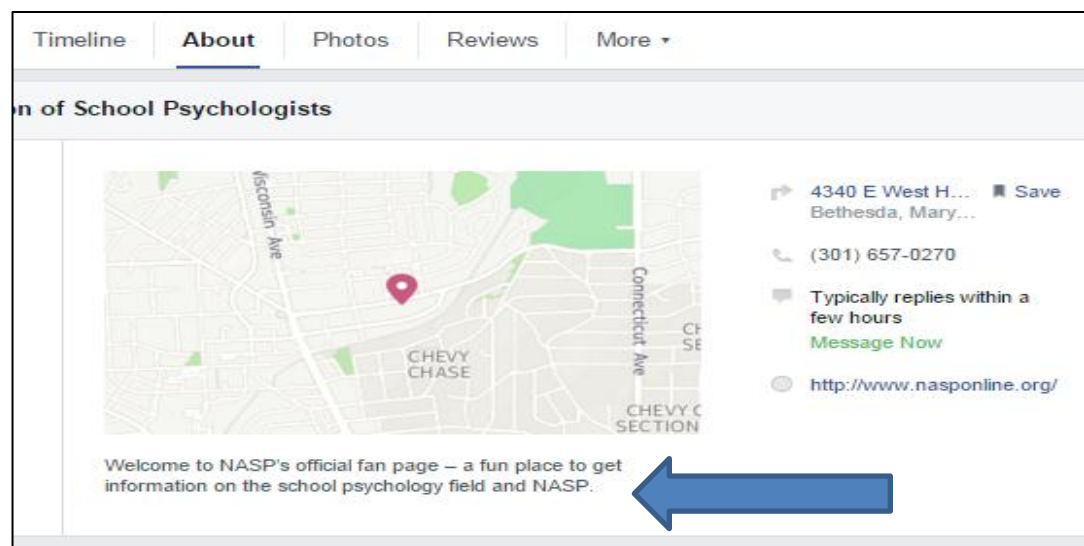 Timeline About Photos Reviews More
on of School Psychologists
Wisconsin Ave
Connecticut Ave
CHEVY
CHASE
CHEVY C
SECTION
4340 E West H... Save
Bethesda, Mary...
(301) 657-0270
Typically replies within a
few hours
Message Now
http://www.nasponline.org/
Welcome to NASP's official fan page – a fun place to get
information on the school psychology field and NASP.